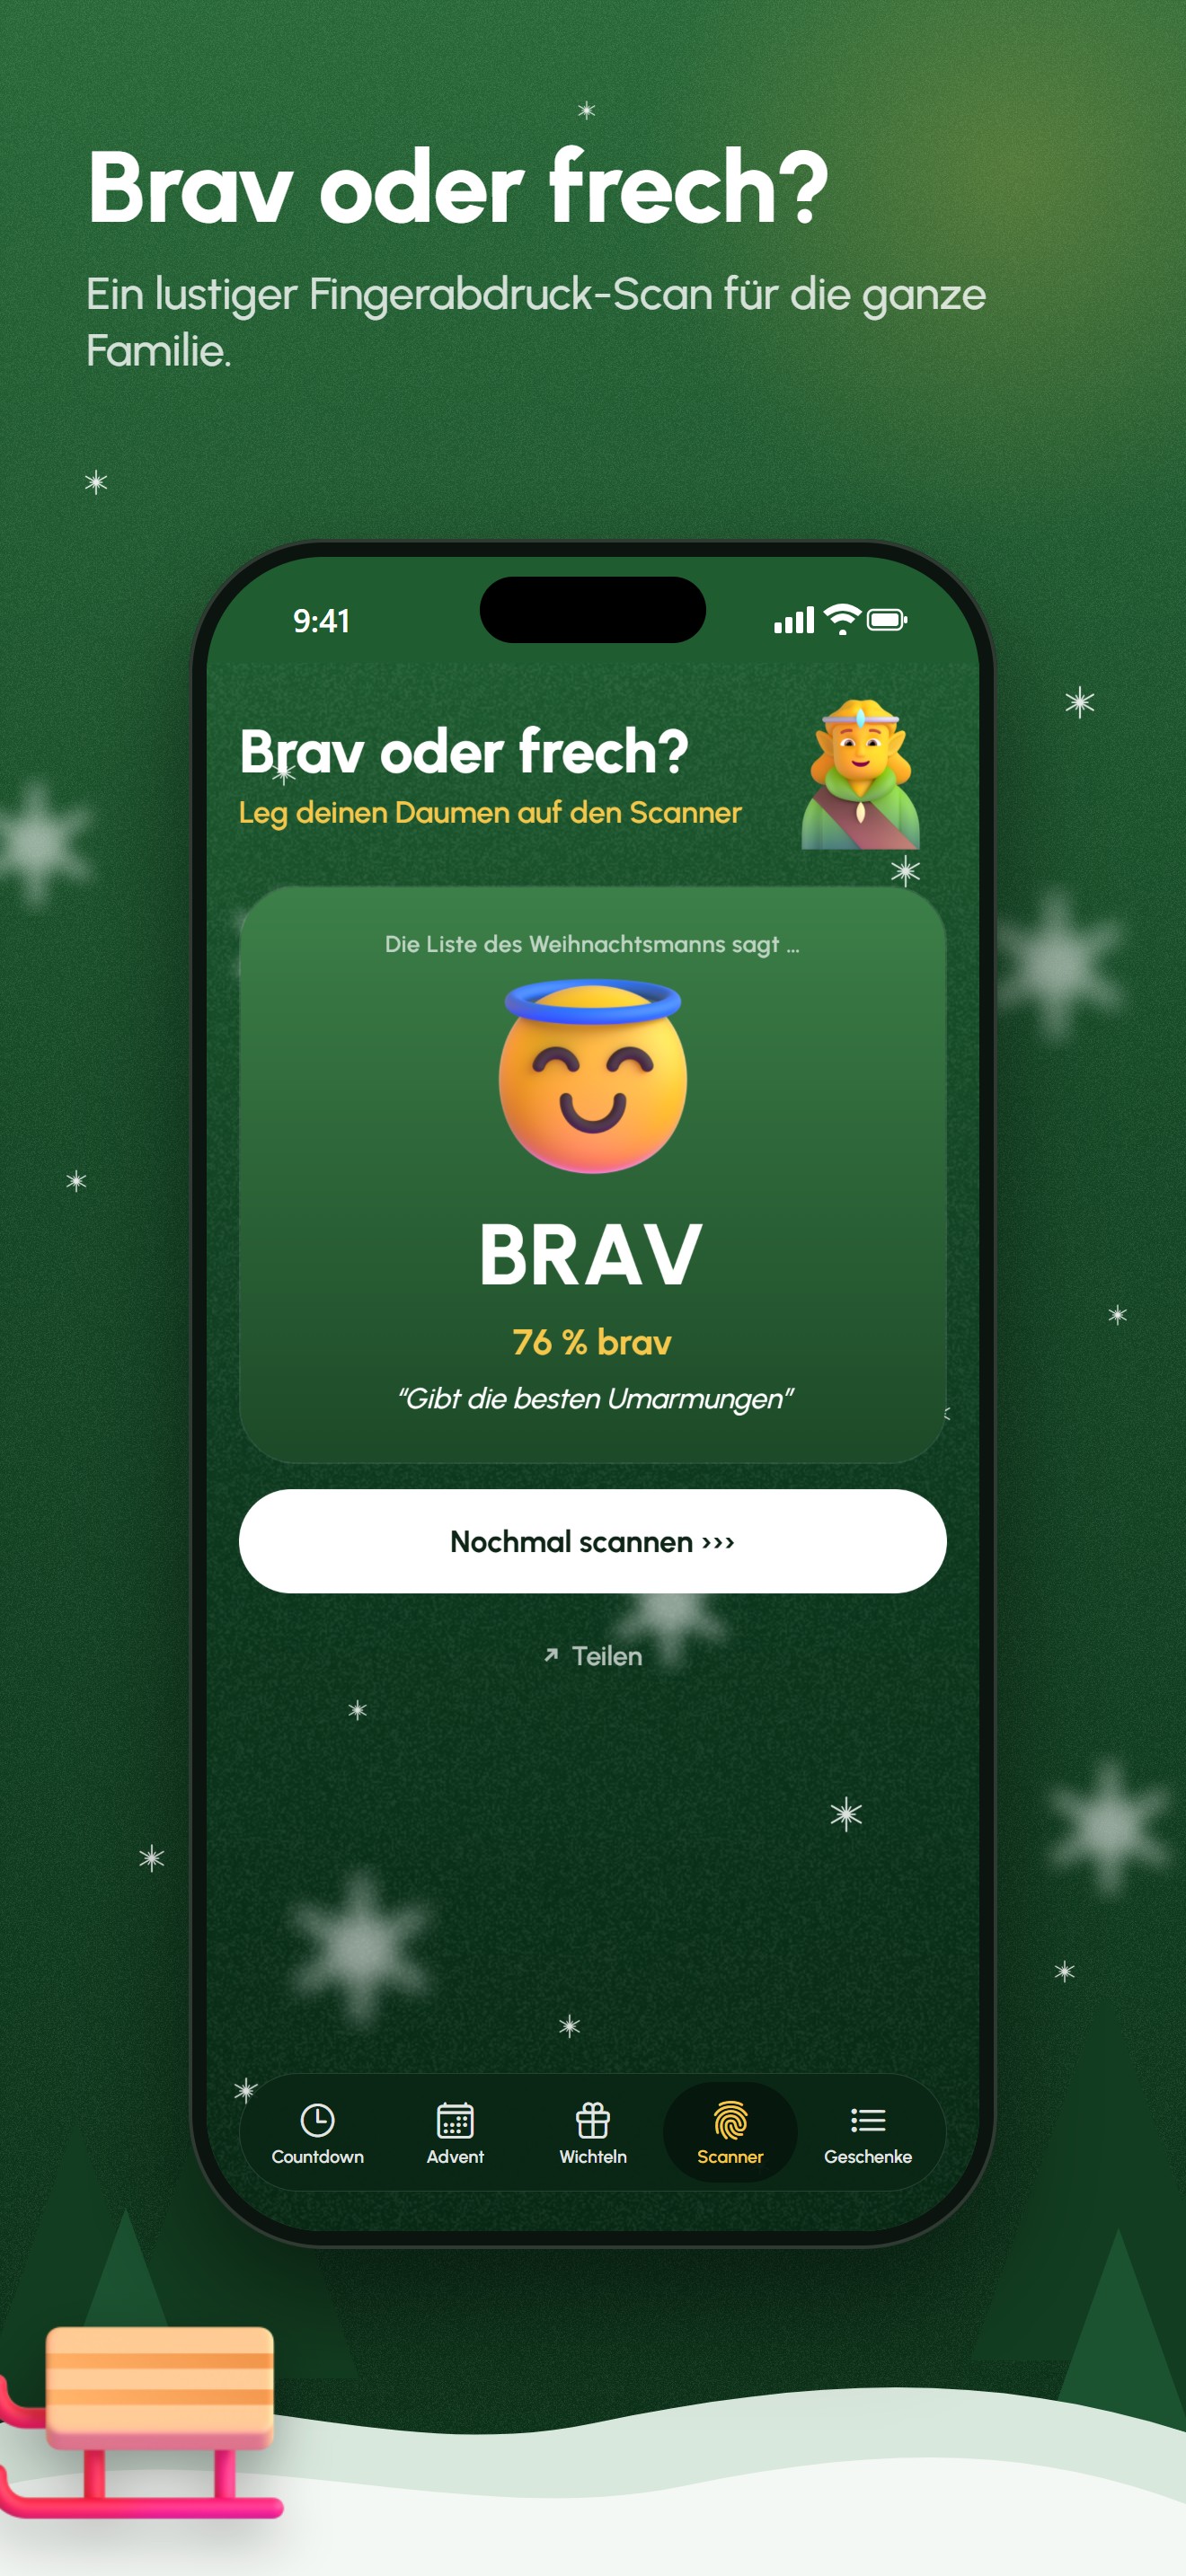 Brav oder frech?
Ein lustiger Fingerabdruck-Scan für die ganze
Familie.
9:41
Brav oder frech?
Leg deinen Daumen auf den Scanner
Die Liste des Weihnachtsmanns sagt ...
BRAV
76 % brav
“Gibt die besten Umarmungen”
Nochmal scannen ›››
Teilen
Countdown Advent Wichteln Scanner Geschenke